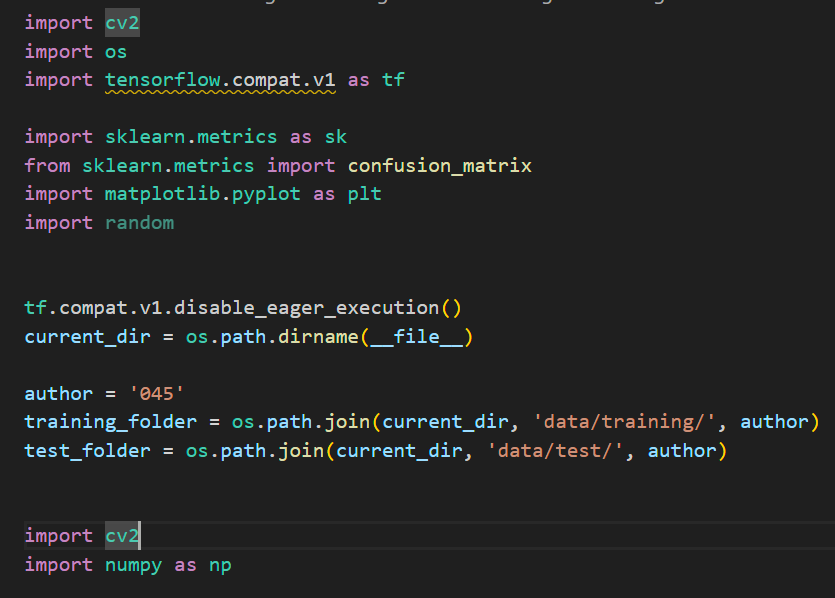 import cv2
import os
import tensorflow.compat.v1 as tf
import sklearn.metrics as sk
from sklearn.metrics import confusion_matrix
import matplotlib.pyplot as plt
import random
tf.compat.v1.disable_eager_execution()
current_dir = os.path.dirname(__file__)
author = '045'
training_folder = os.path.join(current_dir, 'data/training/', author)
test_folder = os.path.join(current_dir, 'data/test/', author)
import cv2
import numpy as np